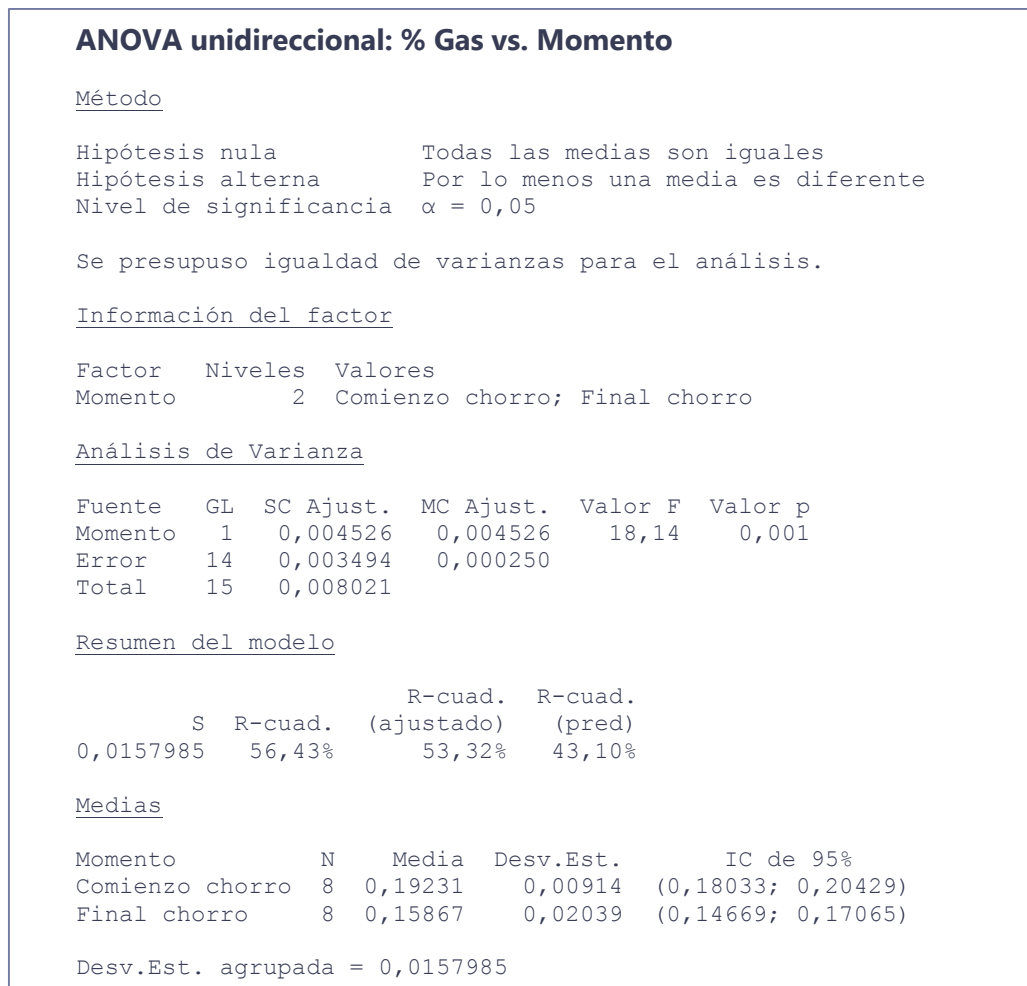 ANOVA unidireccional: % Gas vs. Momento
Método
Hipótesis nula Todas las medias son iguales
Hipótesis alterna Por lo menos una media es diferente
Nivel de significancia α = 0,05
Se presupuso igualdad de varianzas para el análisis.
Información del factor
Factor Niveles Valores
Momento 2 Comienzo chorro; Final chorro
Análisis de Varianza
Fuente GL SC Ajust. MC Ajust. Valor F Valor p
Momento 1 0,004526 0,004526 18,14 0,001
Error 14 0,003494 0,000250
Total 15 0,008021
Resumen del modelo
R-cuad. R-cuad.
S R-cuad. (ajustado) (pred)
0,0157985 56,43% 53,32% 43,10%
Medias
Momento N Media Desv.Est. IC de 95%
Comienzo chorro 8 0,19231 0,00914 (0,18033; 0,20429)
Final chorro 8 0,15867 0,02039 (0,14669; 0,17065)
Desv.Est. agrupada = 0,0157985